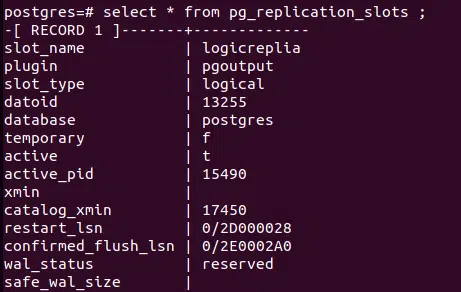 postgres=# select * from pg_replication_slots ;
-[ RECORD 1 ]-------+-------------
slot_name           | logicreplia
plugin              | pgoutput
slot_type           | logical
datoid              | 13255
database            | postgres
temporary           | f
active              | t
active_pid          | 15490
xmin                |
catalog_xmin        | 17450
restart_lsn         | 0/2D000028
confirmed_flush_lsn | 0/2E0002A0
wal_status          | reserved
safe_wal_size       |